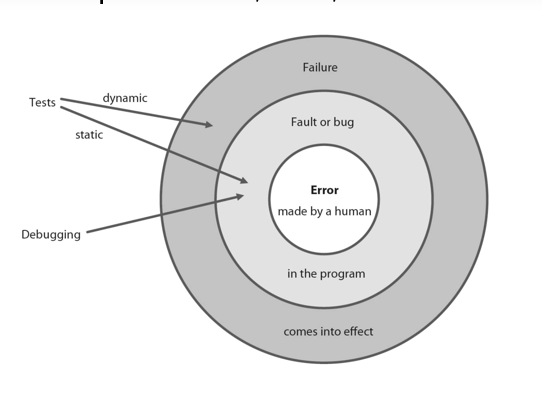 Failure
dynamic
Tests
Fault or bug
static
Error
made by a human
Debugging
in the program
comes into effect